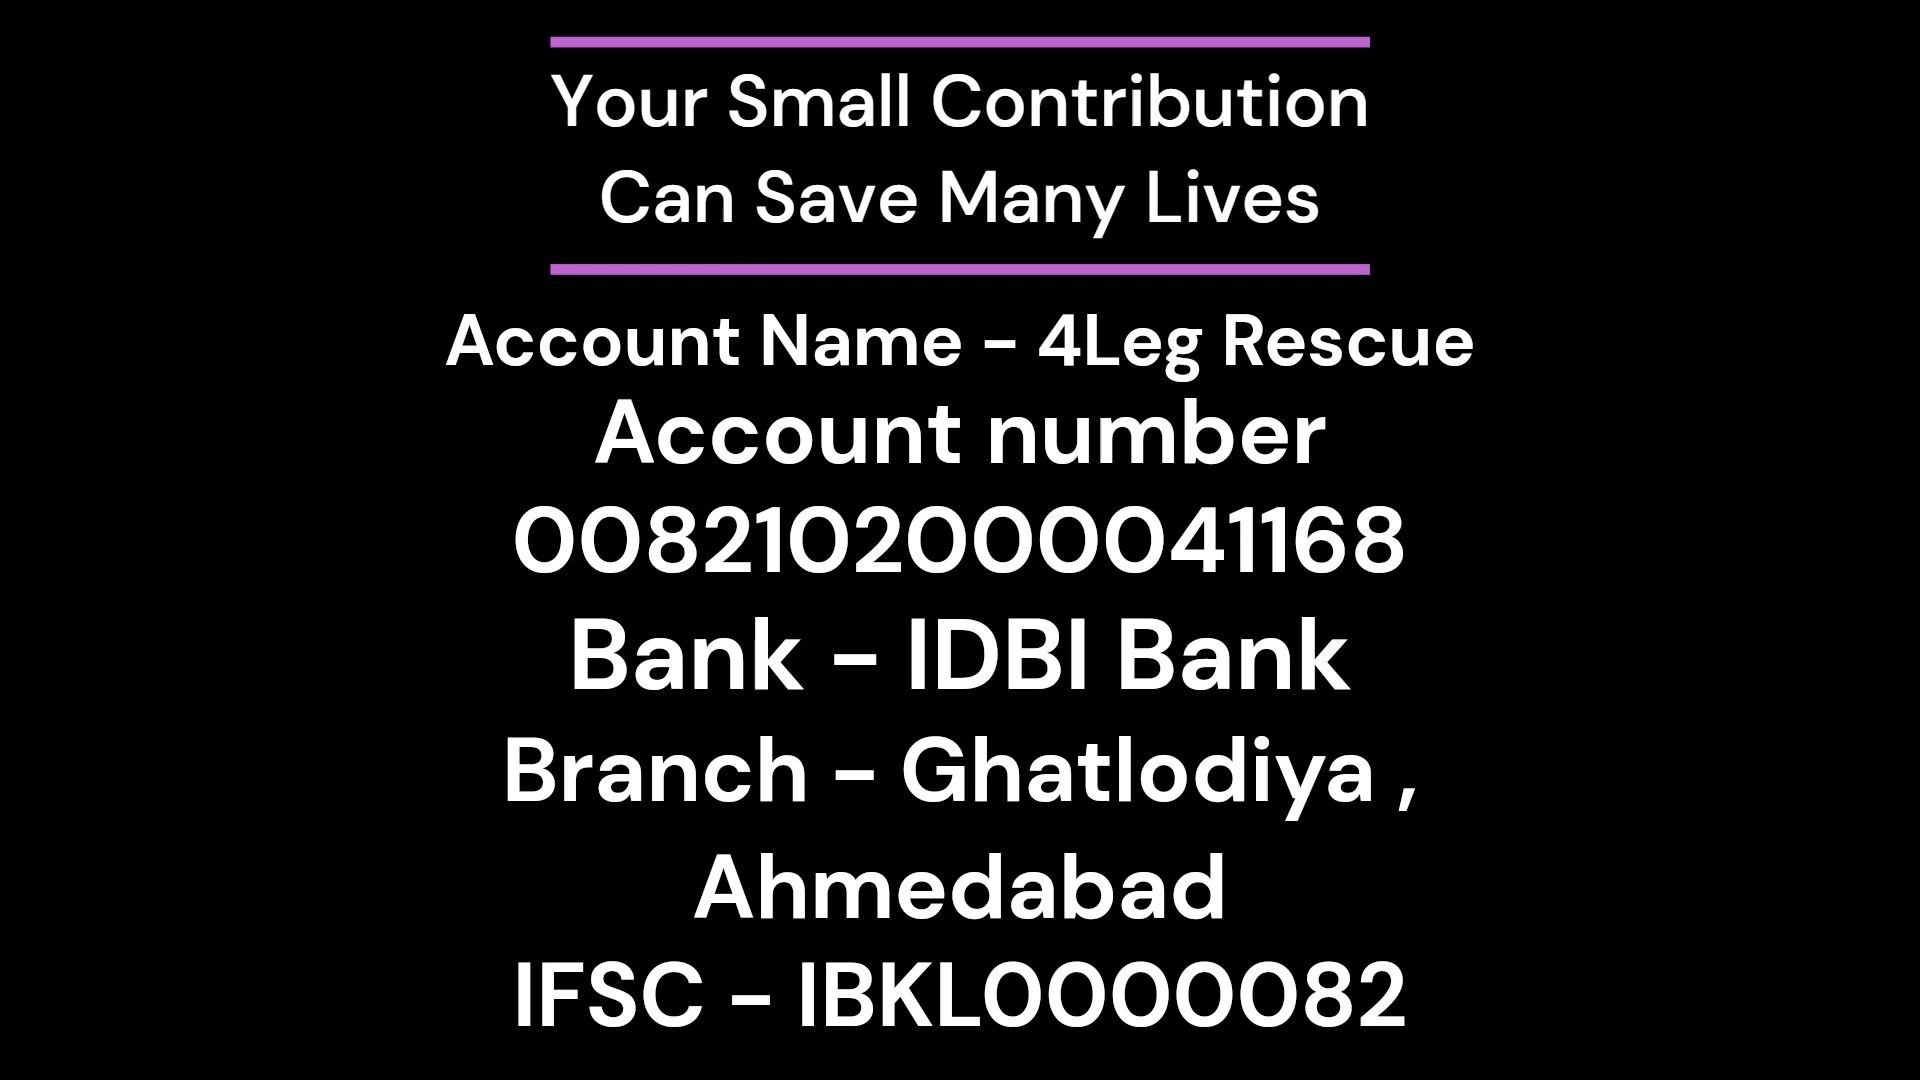 Your Small Contribution
Can Save Many Lives
Account Name - 4Leg Rescue
Account number
0082102000041168
Bank - IDBI Bank
Branch - Ghatlodiya ,
Ahmedabad
IFSC - IBKL0000082